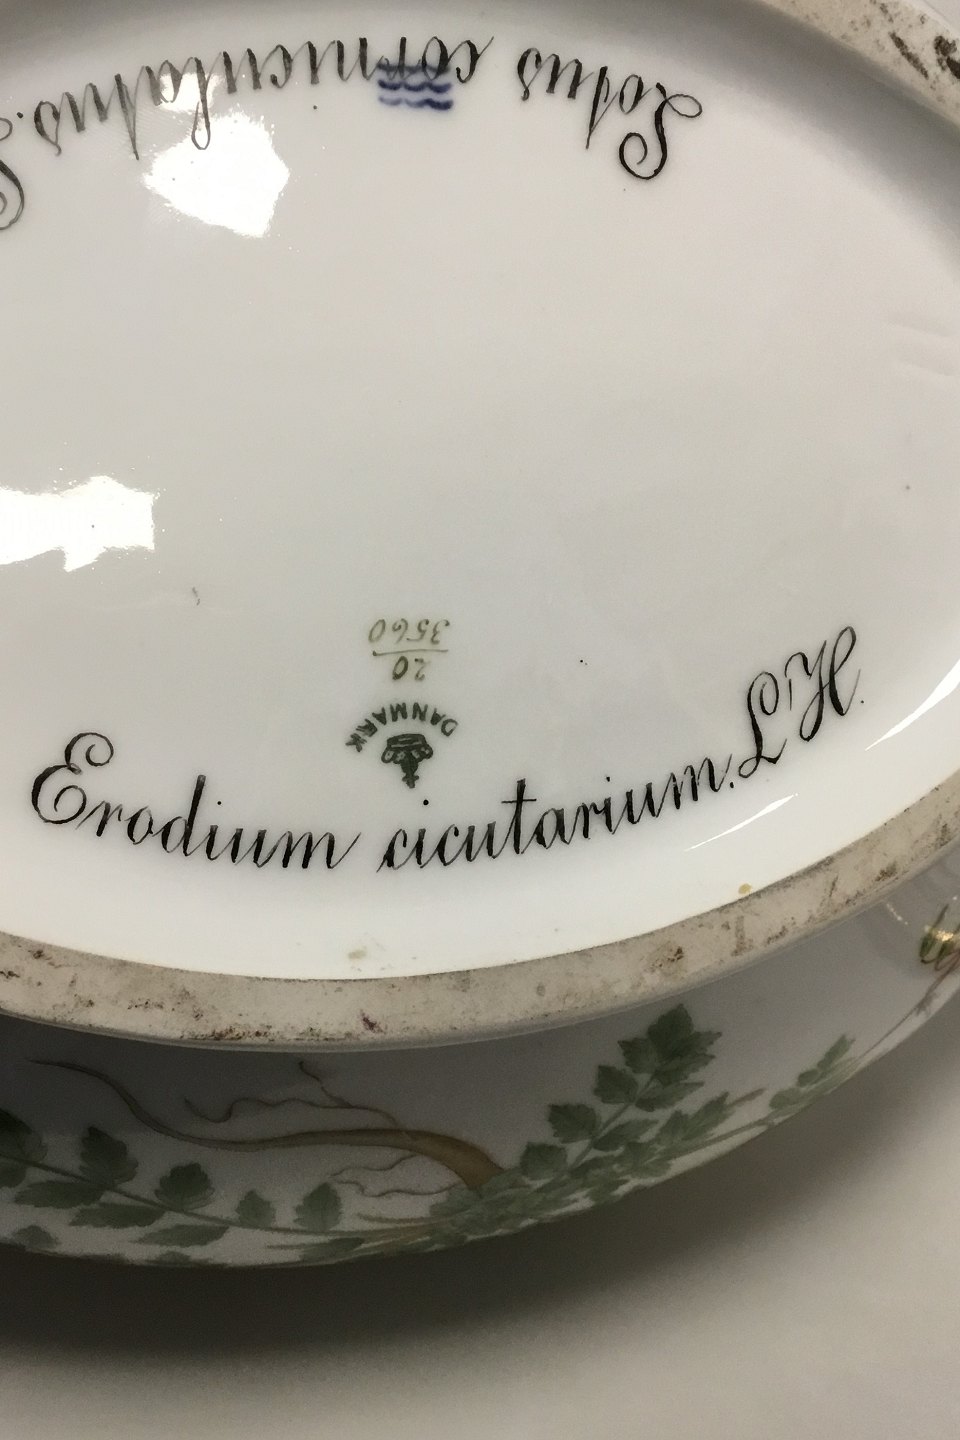 Lotus corniculatus. L
20
3560
DANMARK
Erodium cicutarium. L'H.